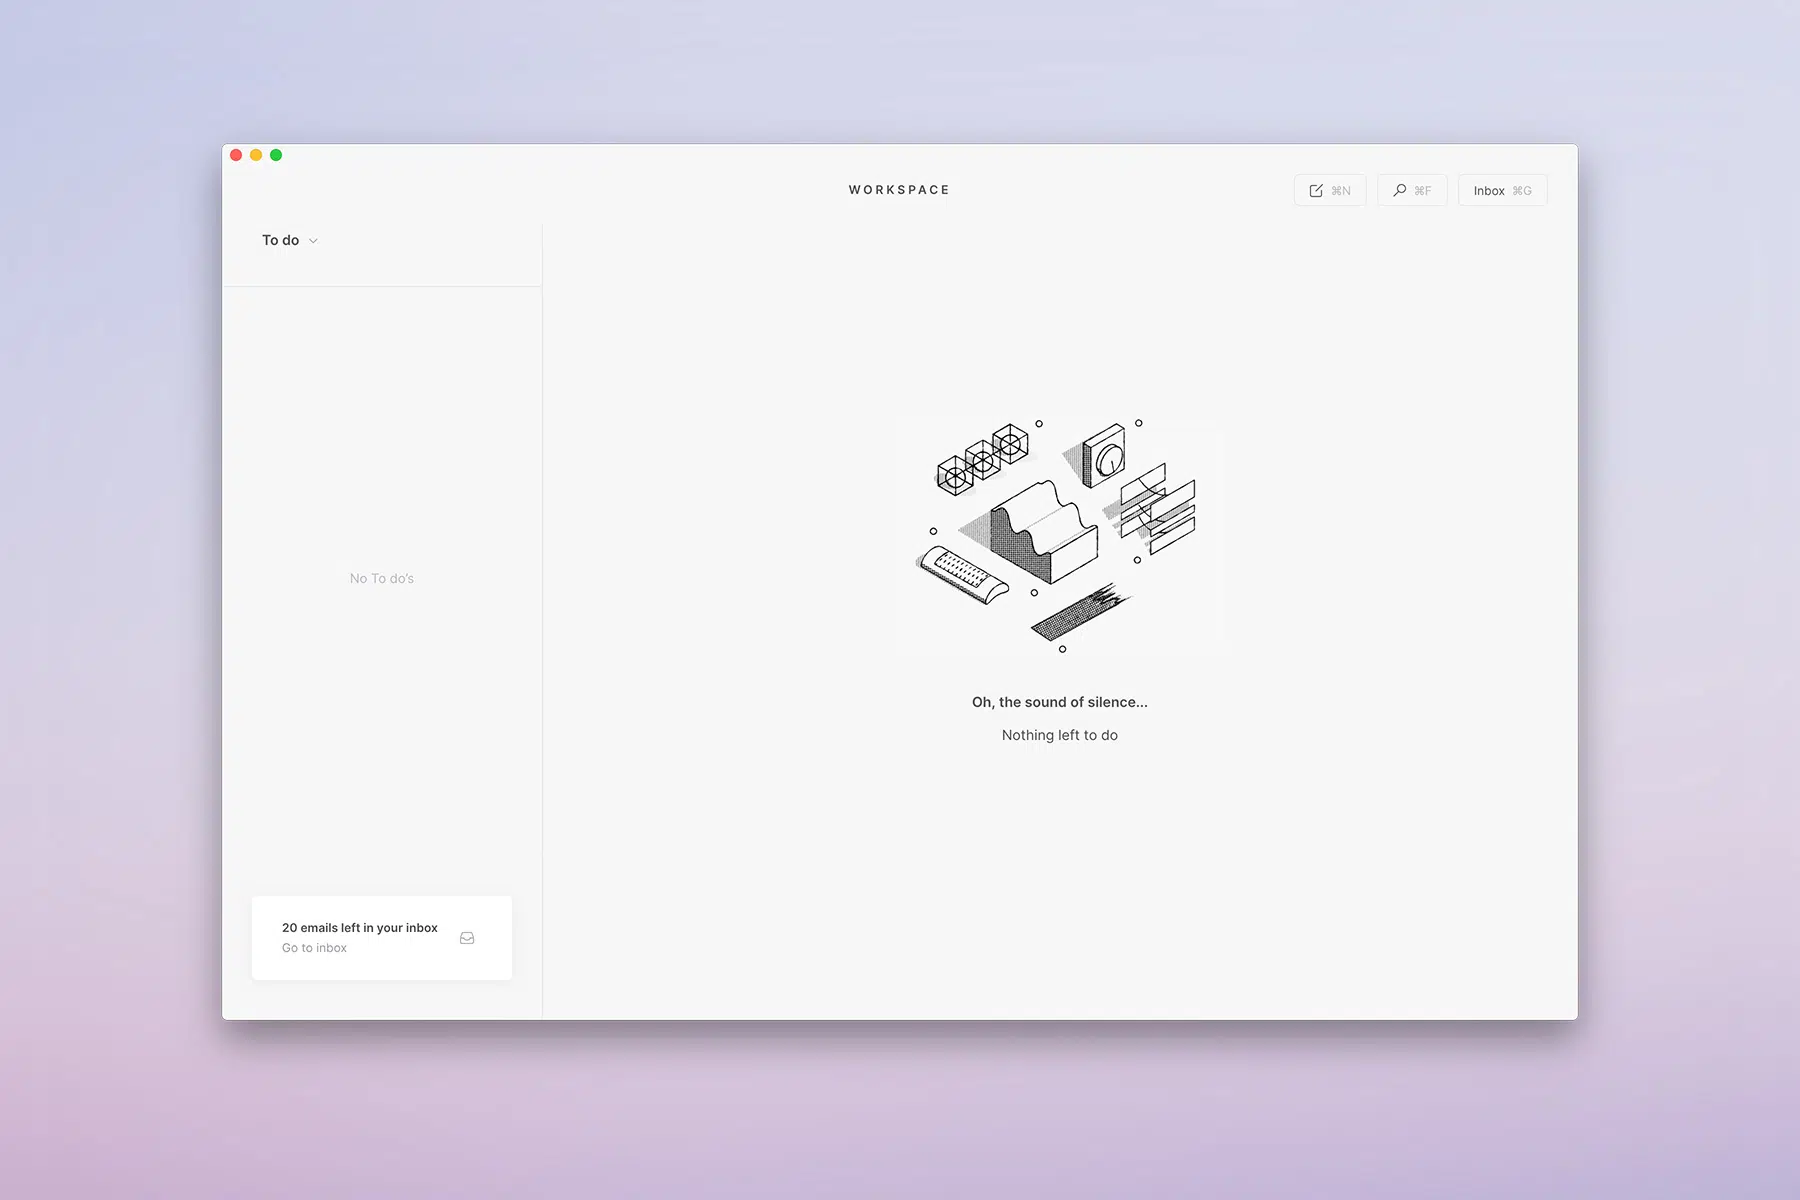 WORKSPACE
⌘N
⌘F
Inbox ⌘G
To do
No To do’s
Oh, the sound of silence...
Nothing left to do
20 emails left in your inbox
Go to inbox